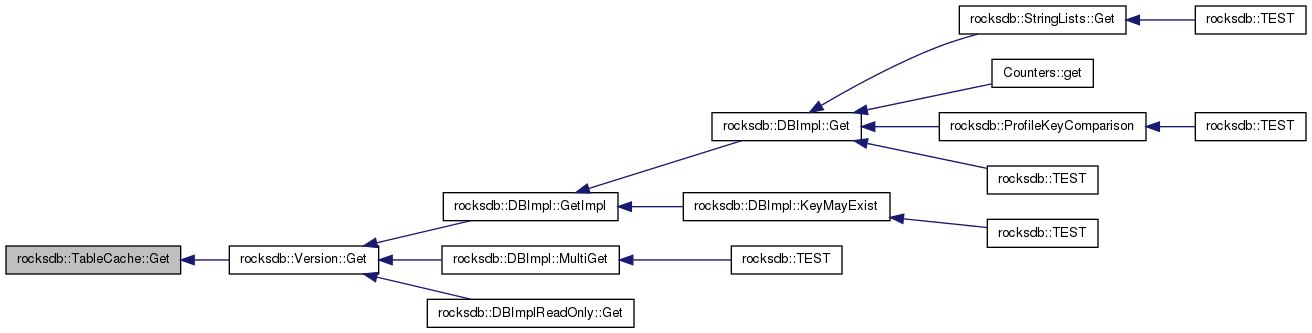 rocksdb::StringLists::Get
rocksdb::TEST
Counters::get
rocksdb::DBImpl::Get
rocksdb::ProfileKeyComparison
rocksdb::TEST
rocksdb::TEST
rocksdb::DBImpl::GetImpl
rocksdb::DBImpl::KeyMayExist
rocksdb::TEST
rocksdb::TableCache::Get
rocksdb::Version::Get
rocksdb::DBImpl::MultiGet
rocksdb::TEST
rocksdb::DBImplReadOnly::Get